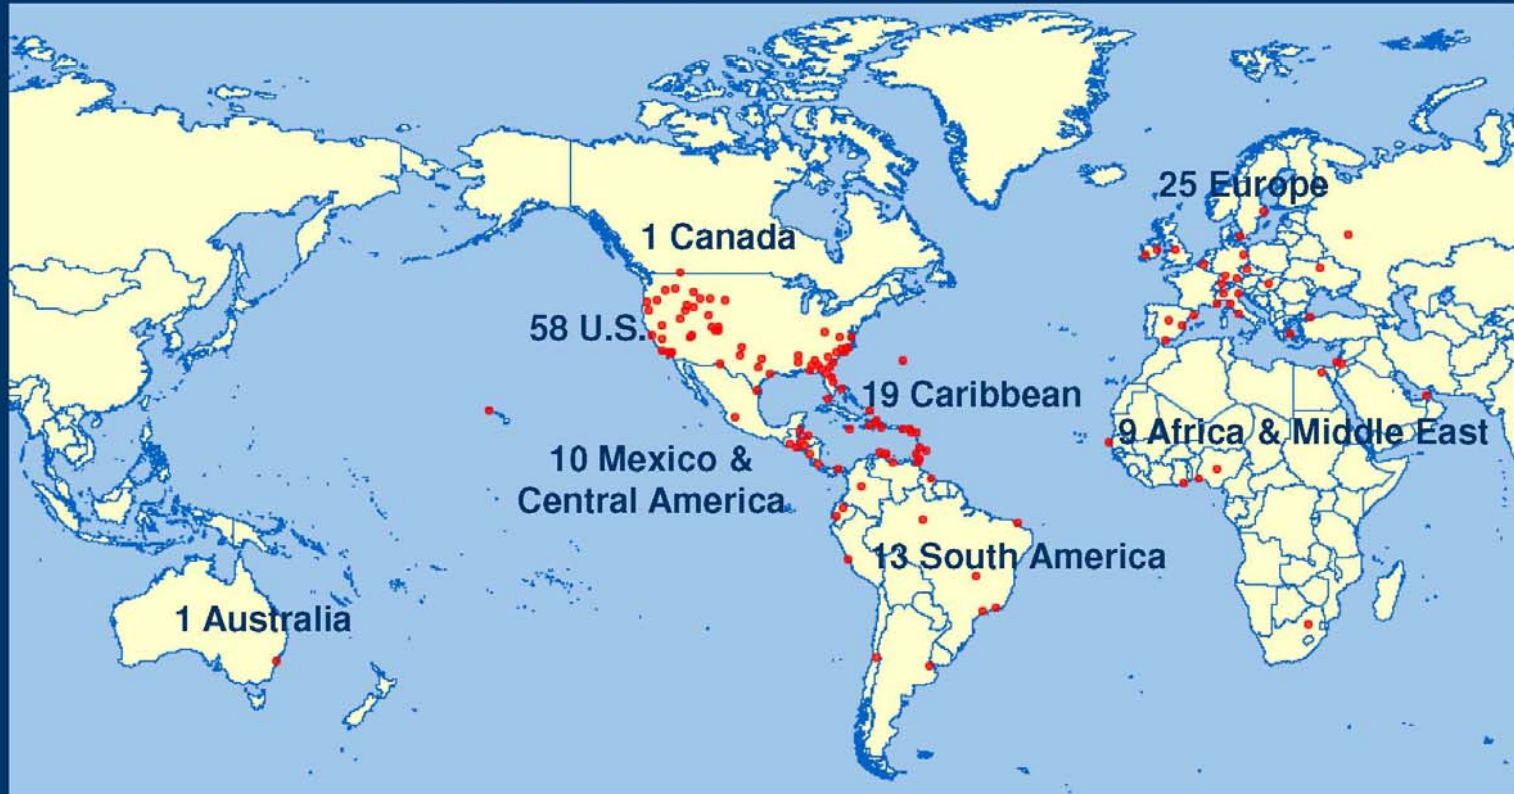 25 Europe
1 Canada
58 U.S.
19 Caribbean
9 Africa & Middle East
10 Mexico &
Central America
13 South America
1 Australia